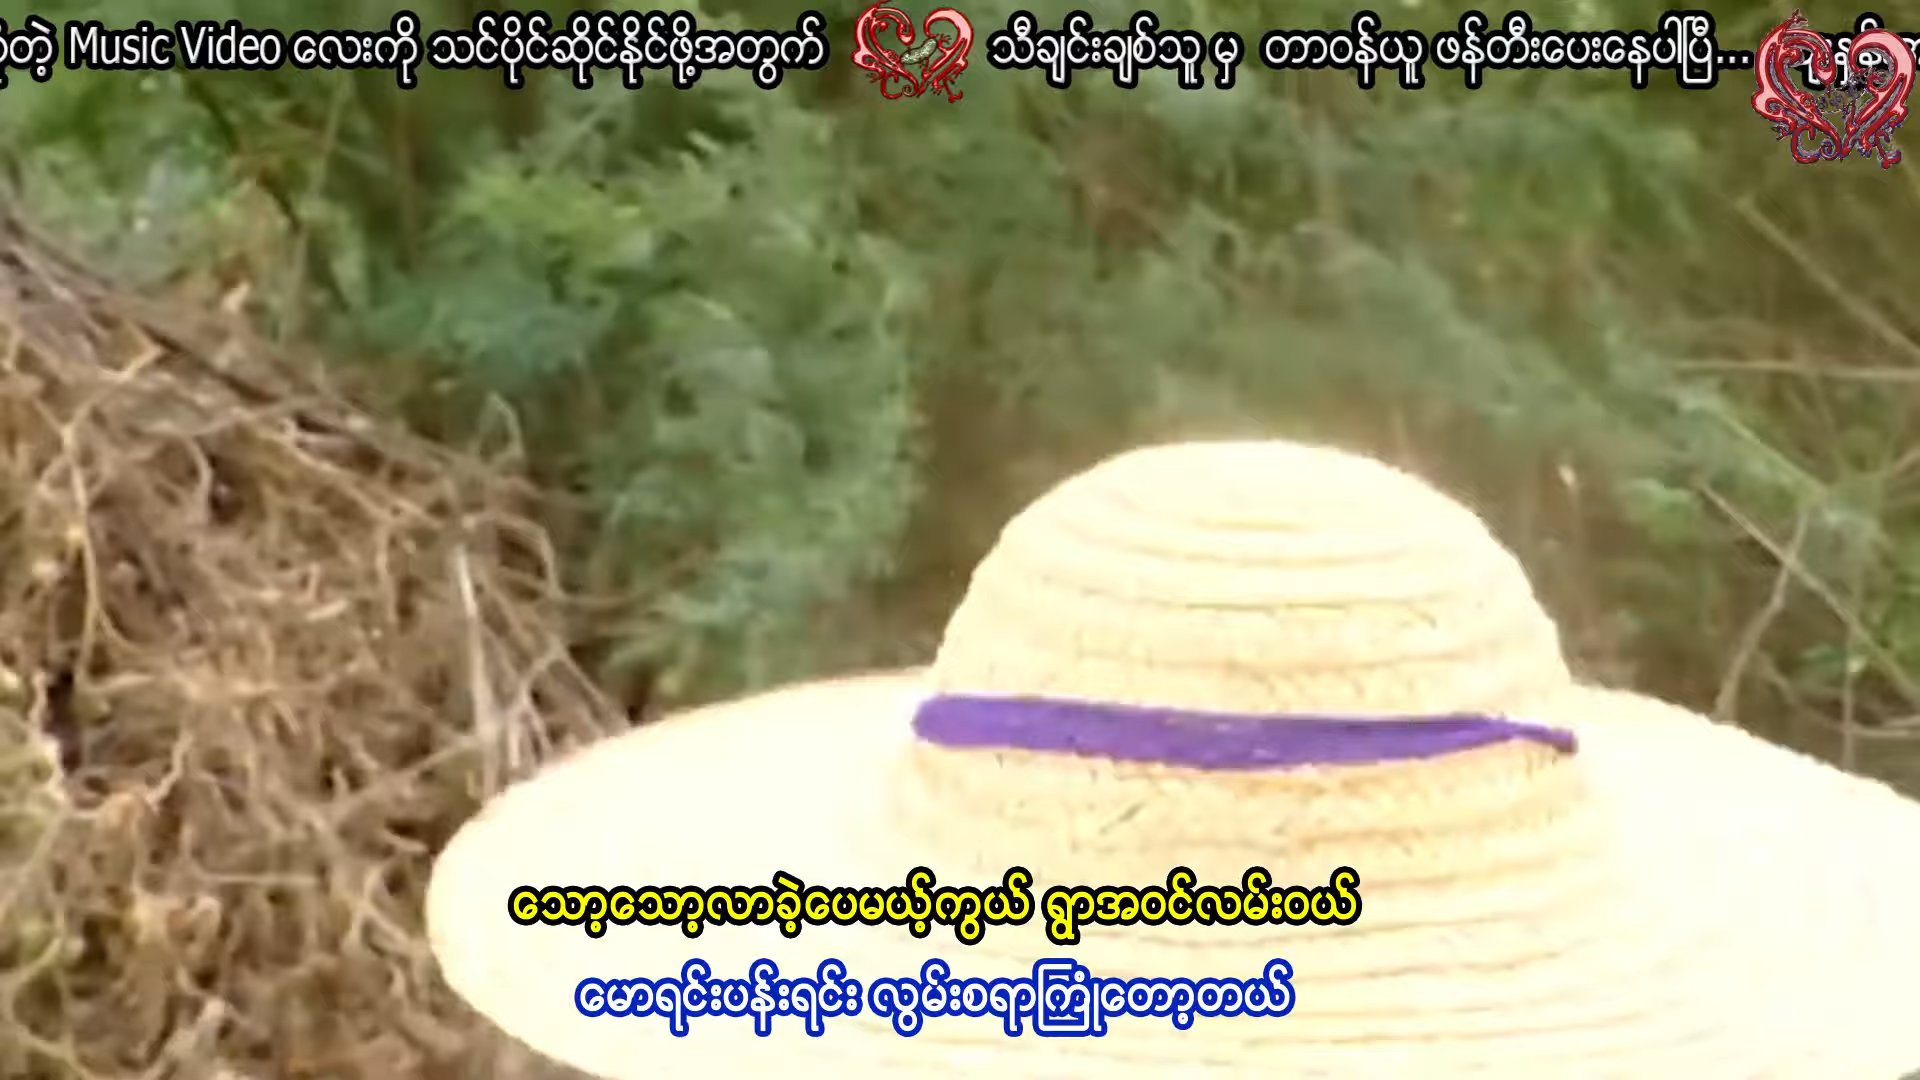 Music Video လေးကို သင်ပိုင်ဆိုင်နိုင်ဖို့အတွက် သီချင်းချစ်သူ မှ တာဝန်ယူ ဖန်တီးပေးနေပါပြီ...
သော့သော့လာခဲ့ပေမယ့်ကွယ် ရွာအဝင်လမ်းဝယ်
မောရင်းပန်းရင်း လွမ်းစရာကြုံတော့တယ်